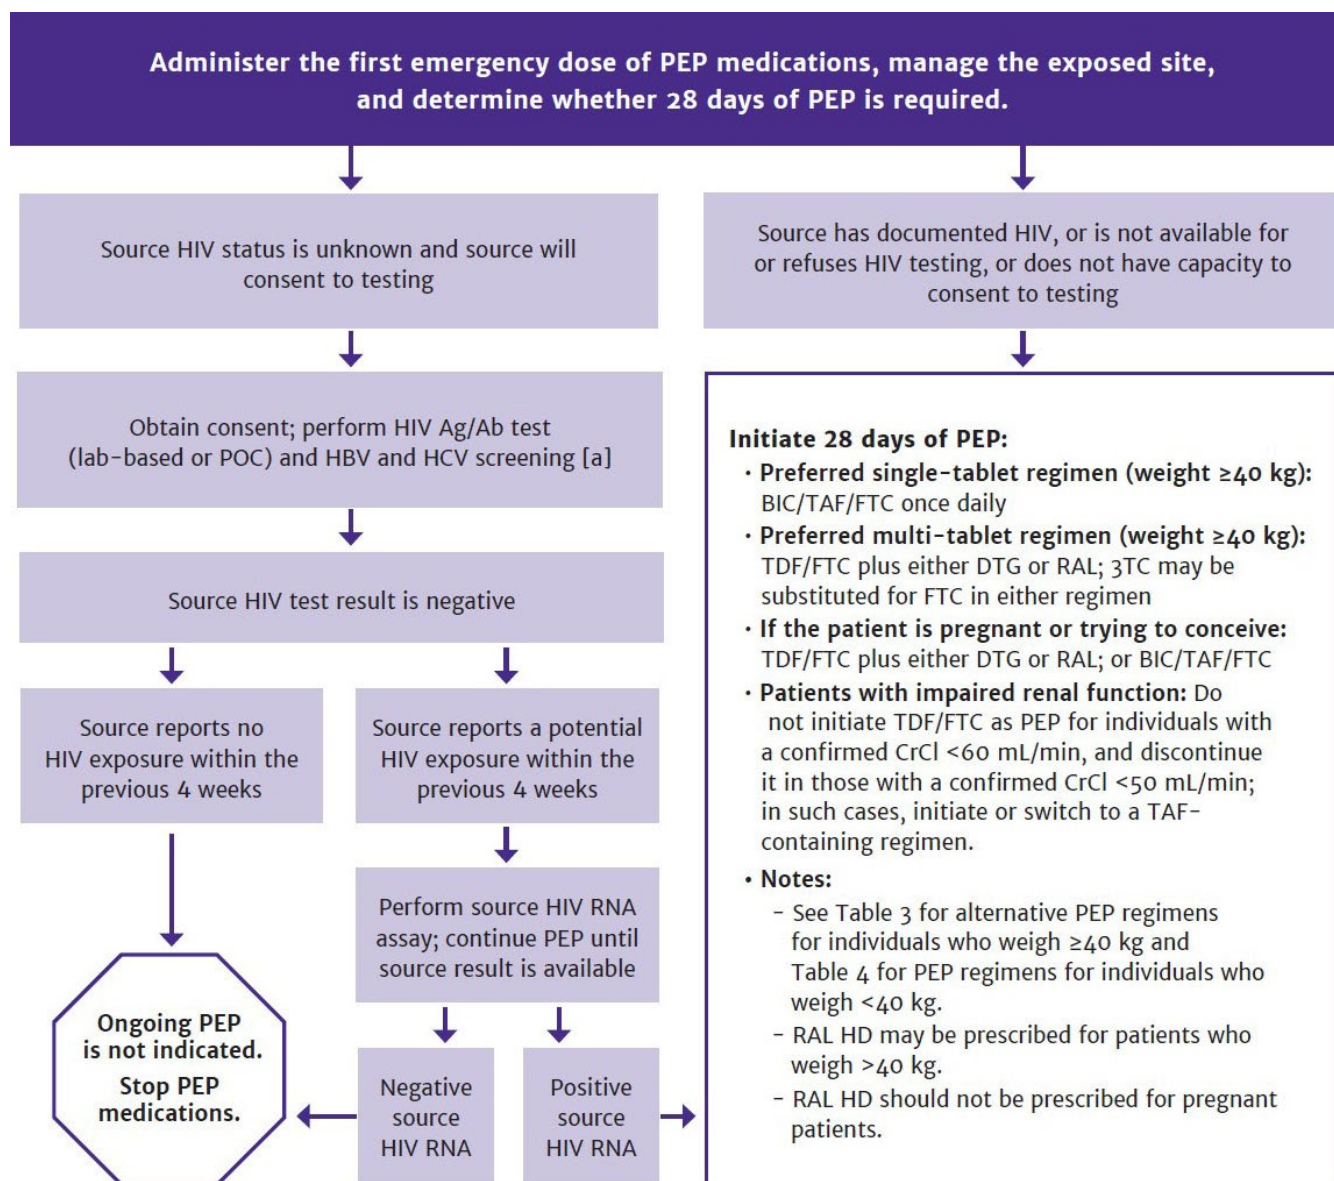 Administer the first emergency dose of PEP medications, manage the exposed site,
and determine whether 28 days of PEP is required.
Source HIV status is unknown and source will
consent to testing
Obtain consent; perform HIV Ag/Ab test
(lab-based or POC) and HBV and HCV screening [a]
Source HIV test result is negative
Source reports no
HIV exposure within the
previous 4 weeks
Source reports a potential
HIV exposure within the
previous 4 weeks
Perform source HIV RNA
assay; continue PEP until
source result is available
Ongoing PEP
is not indicated.
Stop PEP
medications.
Negative
source
HIV RNA
Positive
source
HIV RNA
Source has documented HIV, or is not available for
or refuses HIV testing, or does not have capacity to
consent to testing
Initiate 28 days of PEP:
• Preferred single-tablet regimen (weight ≥40 kg):
BIC/TAF/FTC once daily
• Preferred multi-tablet regimen (weight ≥40 kg):
TDF/FTC plus either DTG or RAL; 3TC may be
substituted for FTC in either regimen
• If the patient is pregnant or trying to conceive:
TDF/FTC plus either DTG or RAL; or BIC/TAF/FTC
• Patients with impaired renal function: Do
not initiate TDF/FTC as PEP for individuals with
a confirmed CrCl <60 mL/min, and discontinue
it in those with a confirmed CrCl <50 mL/min;
in such cases, initiate or switch to a TAF-
containing regimen.
• Notes:
– See Table 3 for alternative PEP regimens
for individuals who weigh ≥40 kg and
Table 4 for PEP regimens for individuals who
weigh <40 kg.
– RAL HD may be prescribed for patients who
weigh >40 kg.
– RAL HD should not be prescribed for pregnant
patients.